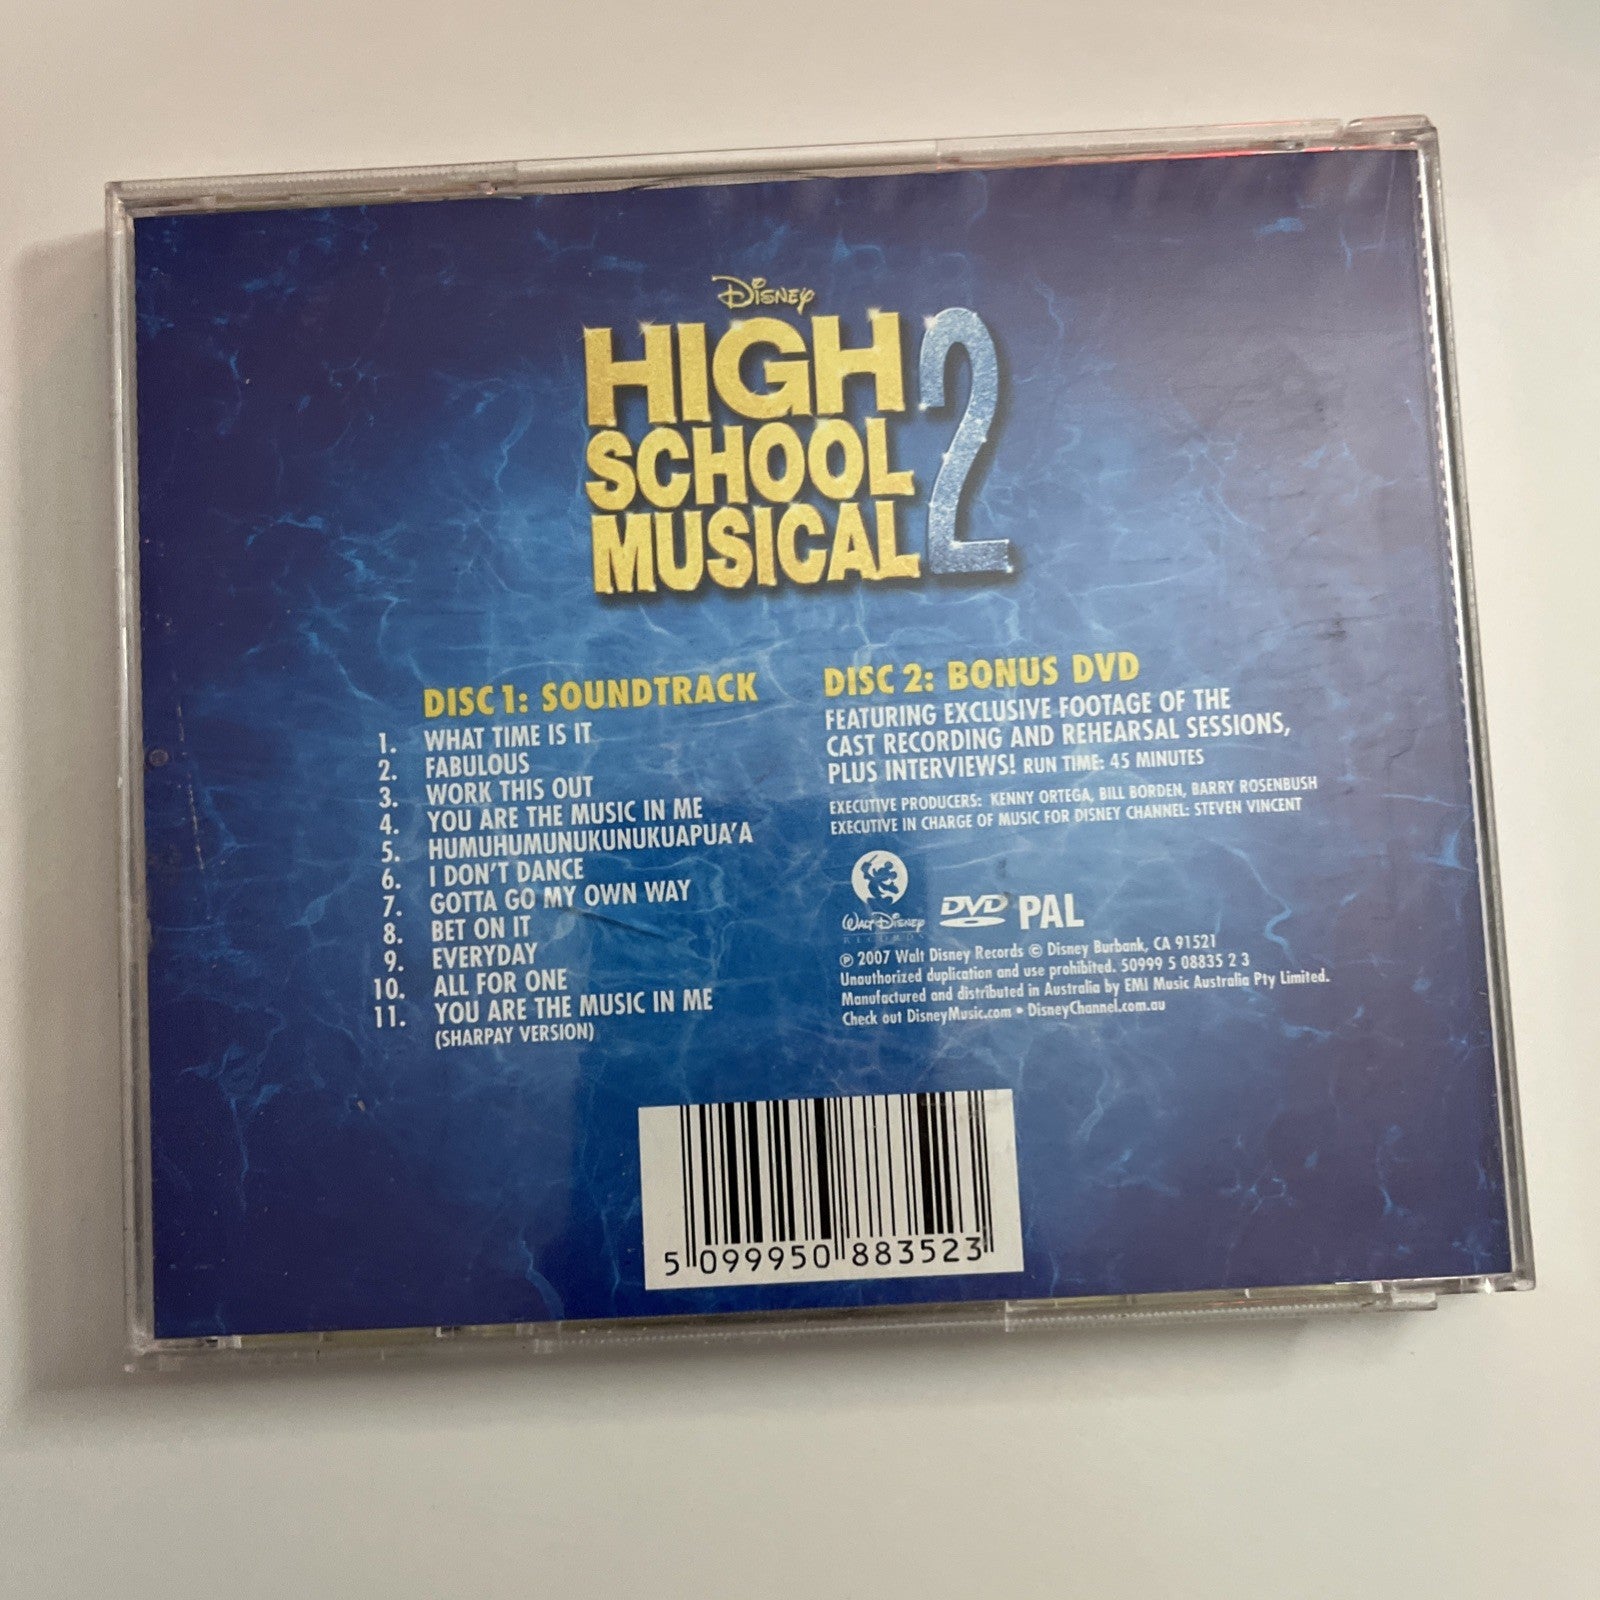 Disney
HIGH
SCHOOL
MUSICAL 2
DISC 1: SOUNDTRACK
1. WHAT TIME IS IT
2. FABULOUS
3. WORK THIS OUT
4. YOU ARE THE MUSIC IN ME
5. HUMUHUMUNUKUNUKUAPUA'A
6. I DON'T DANCE
7. GOTTA GO MY OWN WAY
8. BET ON IT
9. EVERYDAY
10. ALL FOR ONE
11. YOU ARE THE MUSIC IN ME
(SHARPAY VERSION)
DISC 2: BONUS DVD
FEATURING EXCLUSIVE FOOTAGE OF THE
CAST RECORDING AND REHEARSAL SESSIONS,
PLUS INTERVIEWS! RUN TIME: 45 MINUTES
EXECUTIVE PRODUCERS: KENNY ORTEGA, BILL BORDEN, BARRY ROSENBUSH
EXECUTIVE IN CHARGE OF MUSIC FOR DISNEY CHANNEL: STEVEN VINCENT
WALT DISNEY
RECORDS
DVD PAL
℗ 2007 Walt Disney Records © Disney Burbank, CA 91521
Unauthorized duplication and use prohibited. 50999 5 08835 2 3
Manufactured and distributed in Australia by EMI Music Australia Pty Limited.
Check out DisneyMusic.com • DisneyChannel.com.au
5 099950 883523